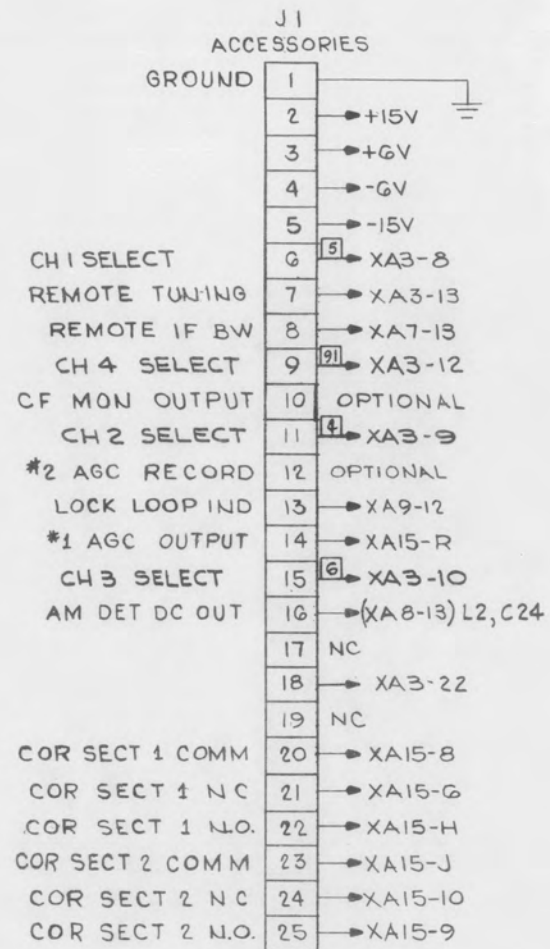 J1
ACCESSORIES
GROUND 1
2 +15V
3 +6V
4 -6V
5 -15V
CH 1 SELECT 6 5 XA3-8
REMOTE TUNING 7 XA3-13
REMOTE IF BW 8 XA7-13
CH 4 SELECT 9 91 XA3-12
CF MON OUTPUT 10 OPTIONAL
CH 2 SELECT 11 4 XA3-9
#2 AGC RECORD 12 OPTIONAL
LOCK LOOP IND 13 XA9-12
#1 AGC OUTPUT 14 XA15-R
CH 3 SELECT 15 6 XA3-10
AM DET DC OUT 16 (XA8-13) L2, C24
17 NC
18 XA3-22
19 NC
COR SECT 1 COMM 20 XA15-8
COR SECT 1 NC 21 XA15-6
COR SECT 1 N.O. 22 XA15-H
COR SECT 2 COMM 23 XA15-J
COR SECT 2 NC 24 XA15-10
COR SECT 2 N.O. 25 XA15-9